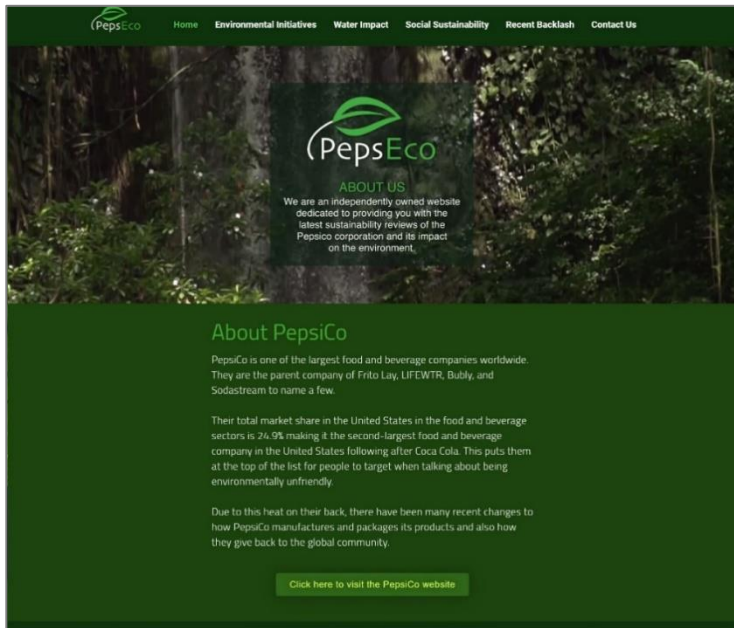 PepsEco
Home Environmental Initiatives Water Impact Social Sustainability Recent Backlash Contact Us
PepsEco
ABOUT US
We are an independently owned website
dedicated to providing you with the
latest sustainability reviews of the
Pepsico corporation and its impact
on the environment.
About PepsiCo
PepsiCo is one of the largest food and beverage companies worldwide.
They are the parent company of Frito Lay, LIFEWTR, Bubly, and
Sodastream to name a few.
Their total market share in the United States in the food and beverage
sectors is 24.9% making it the second-largest food and beverage
company in the United States following after Coca Cola. This puts them
at the top of the list for people to target when talking about being
environmentally unfriendly.
Due to this heat on their back, there have been many recent changes to
how PepsiCo manufactures and packages its products and also how
they give back to the global community.
Click here to visit the PepsiCo website